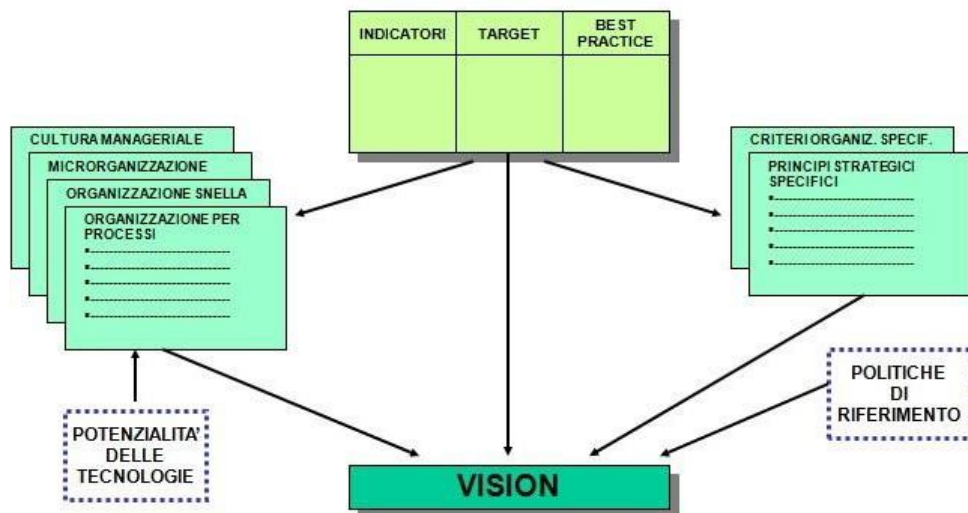 INDICATORI
TARGET
BEST
PRACTICE
CULTURA MANAGERIALE
MICRORGANIZZAZIONE
ORGANIZZAZIONE SNELLA
ORGANIZZAZIONE PER
PROCESSI
CRITERI ORGANIZ. SPECIF.
PRINCIPI STRATEGICI
SPECIFICI
POTENZIALITA'
DELLE
TECNOLOGIE
POLITICHE
DI
RIFERIMENTO
VISION